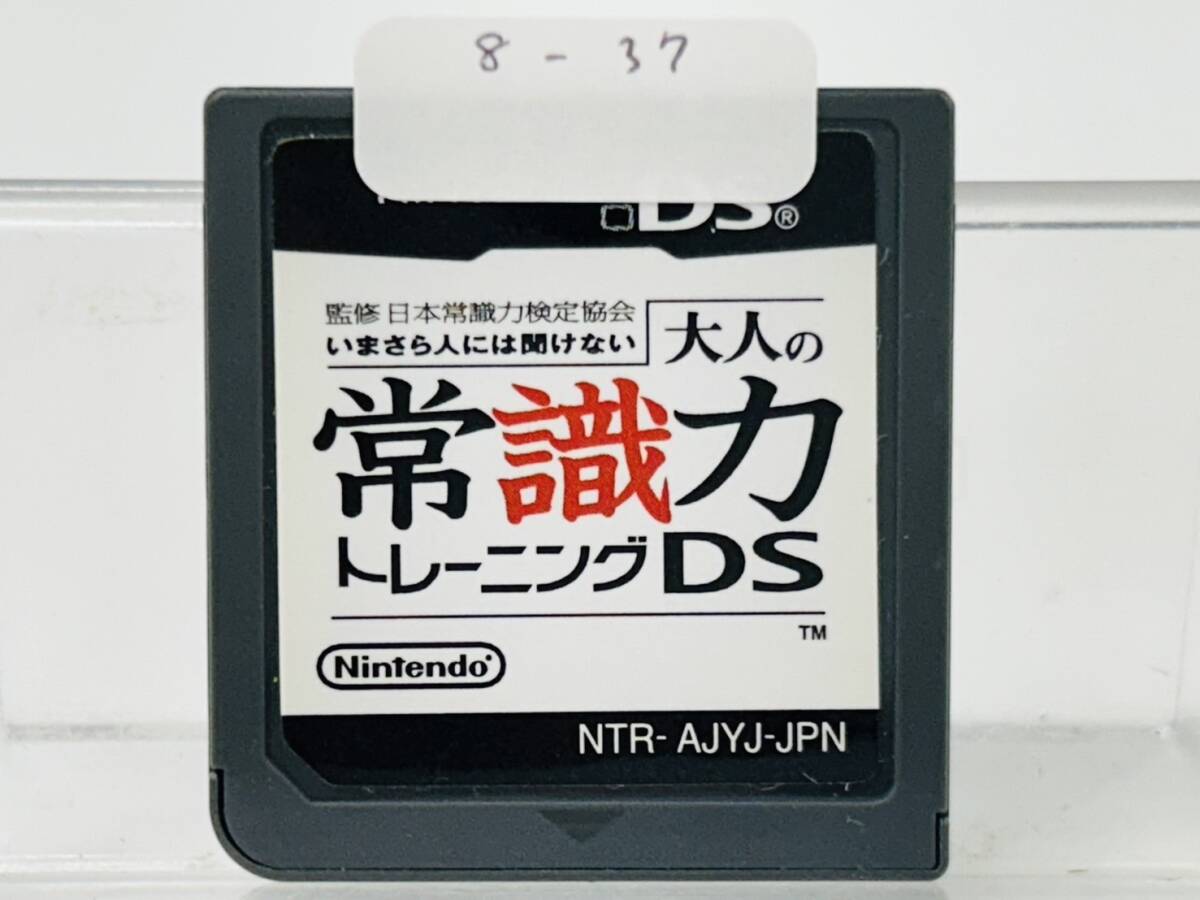 8-37
DS®
監修 日本常識力検定協会
いまさら人には聞けない
大人の
常識力
トレーニングDS
TM
Nintendo
NTR- AJYJ-JPN